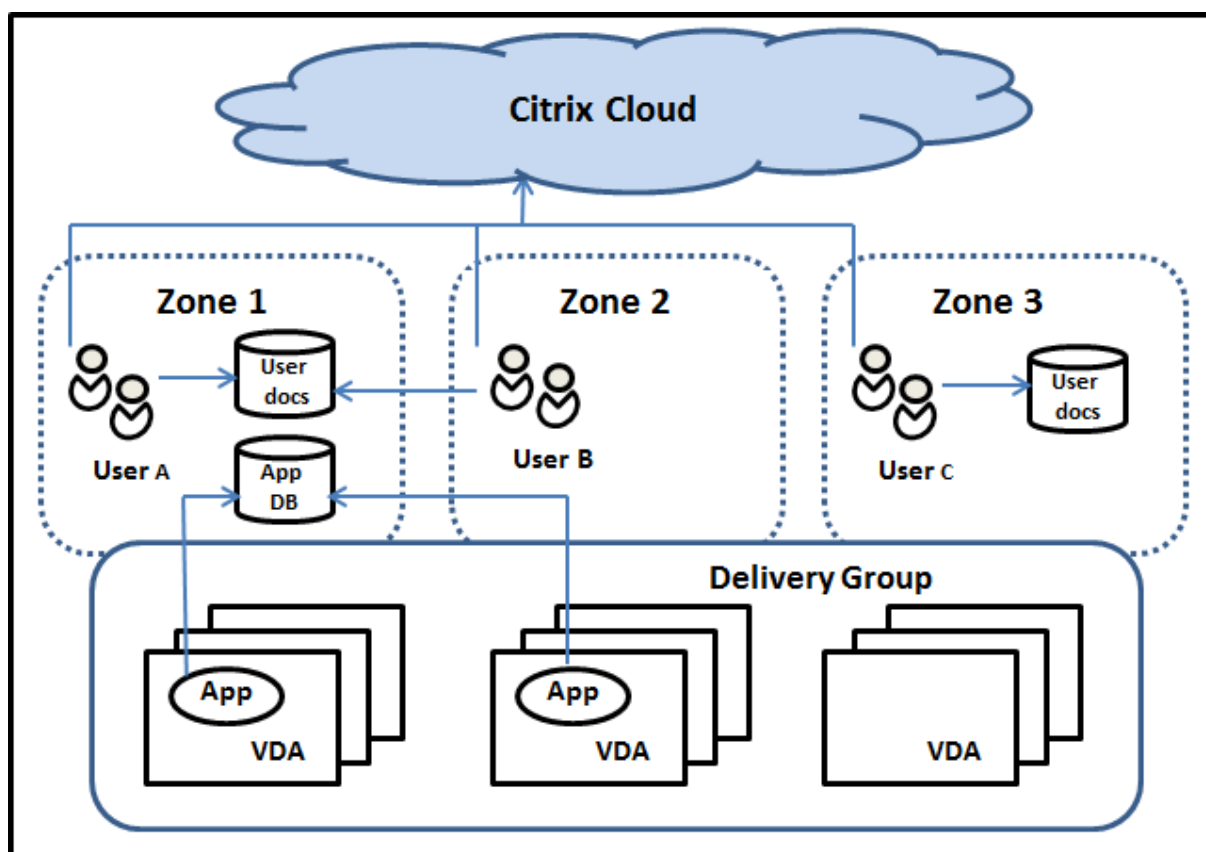 Citrix Cloud
Zone 1
Zone 2
Zone 3
User
docs
User
docs
User A
App
DB
User B
User C
Delivery Group
App
VDA
App
VDA
VDA